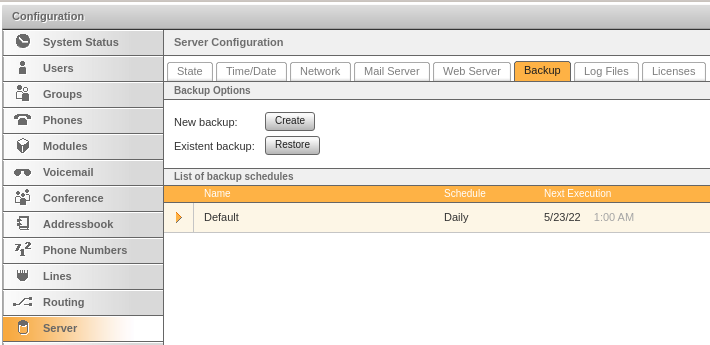 Configuration
System Status
Users
Groups
Phones
Modules
Voicemail
Conference
Addressbook
Phone Numbers
Lines
Routing
Server
Server Configuration
State Time/Date Network Mail Server Web Server Backup Log Files Licenses
Backup Options
New backup: Create
Existent backup: Restore
List of backup schedules
Name Schedule Next Execution
Default Daily 5/23/22 1:00 AM